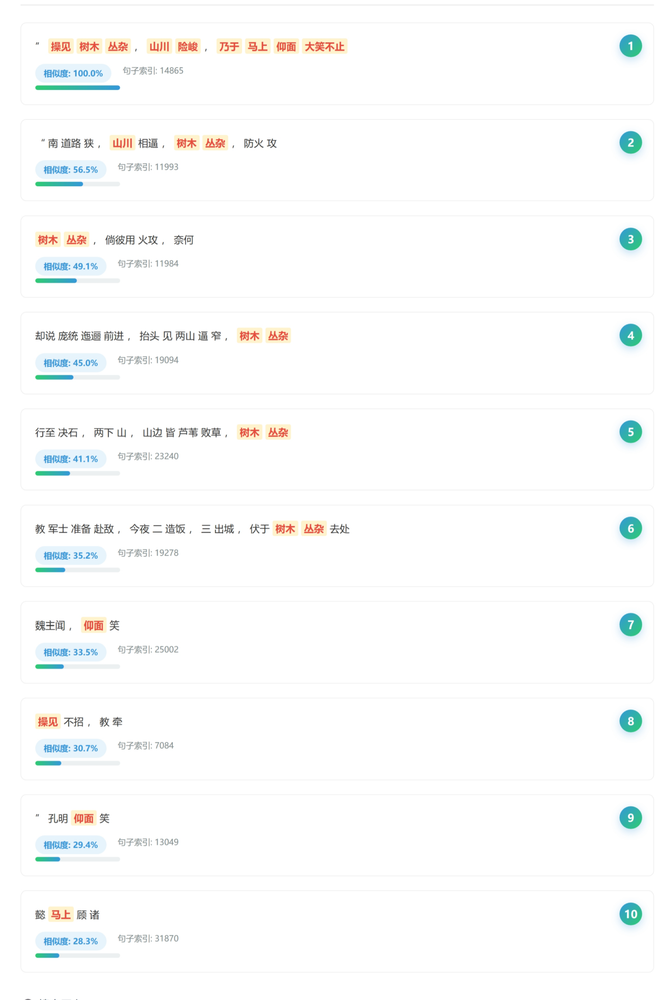 ” 操见 树木 丛杂 ， 山川 险峻 ， 乃于 马上 仰面 大笑不止
1
相似度: 100.0% 句子索引: 14865
“ 南 道路 狭 ， 山川 相逼 ， 树木 丛杂 ， 防火 攻
2
相似度: 56.5% 句子索引: 11993
树木 丛杂 ， 倘彼用 火攻 ， 奈何
3
相似度: 49.1% 句子索引: 11984
却说 庞统 迤逦 前进 ， 抬头 见 两山 逼 窄 ， 树木 丛杂
4
相似度: 45.0% 句子索引: 19094
行至 决石 ， 两下 山 ， 山边 皆 芦苇 败草 ， 树木 丛杂
5
相似度: 41.1% 句子索引: 23240
教 军士 准备 赴敌 ， 今夜 二 造饭 ， 三 出城 ， 伏于 树木 丛杂 去处
6
相似度: 35.2% 句子索引: 19278
魏主闻 ， 仰面 笑
7
相似度: 33.5% 句子索引: 25002
操见 不招 ， 教 牵
8
相似度: 30.7% 句子索引: 7084
” 孔明 仰面 笑
9
相似度: 29.4% 句子索引: 13049
懿 马上 顾 诸
10
相似度: 28.3% 句子索引: 31870